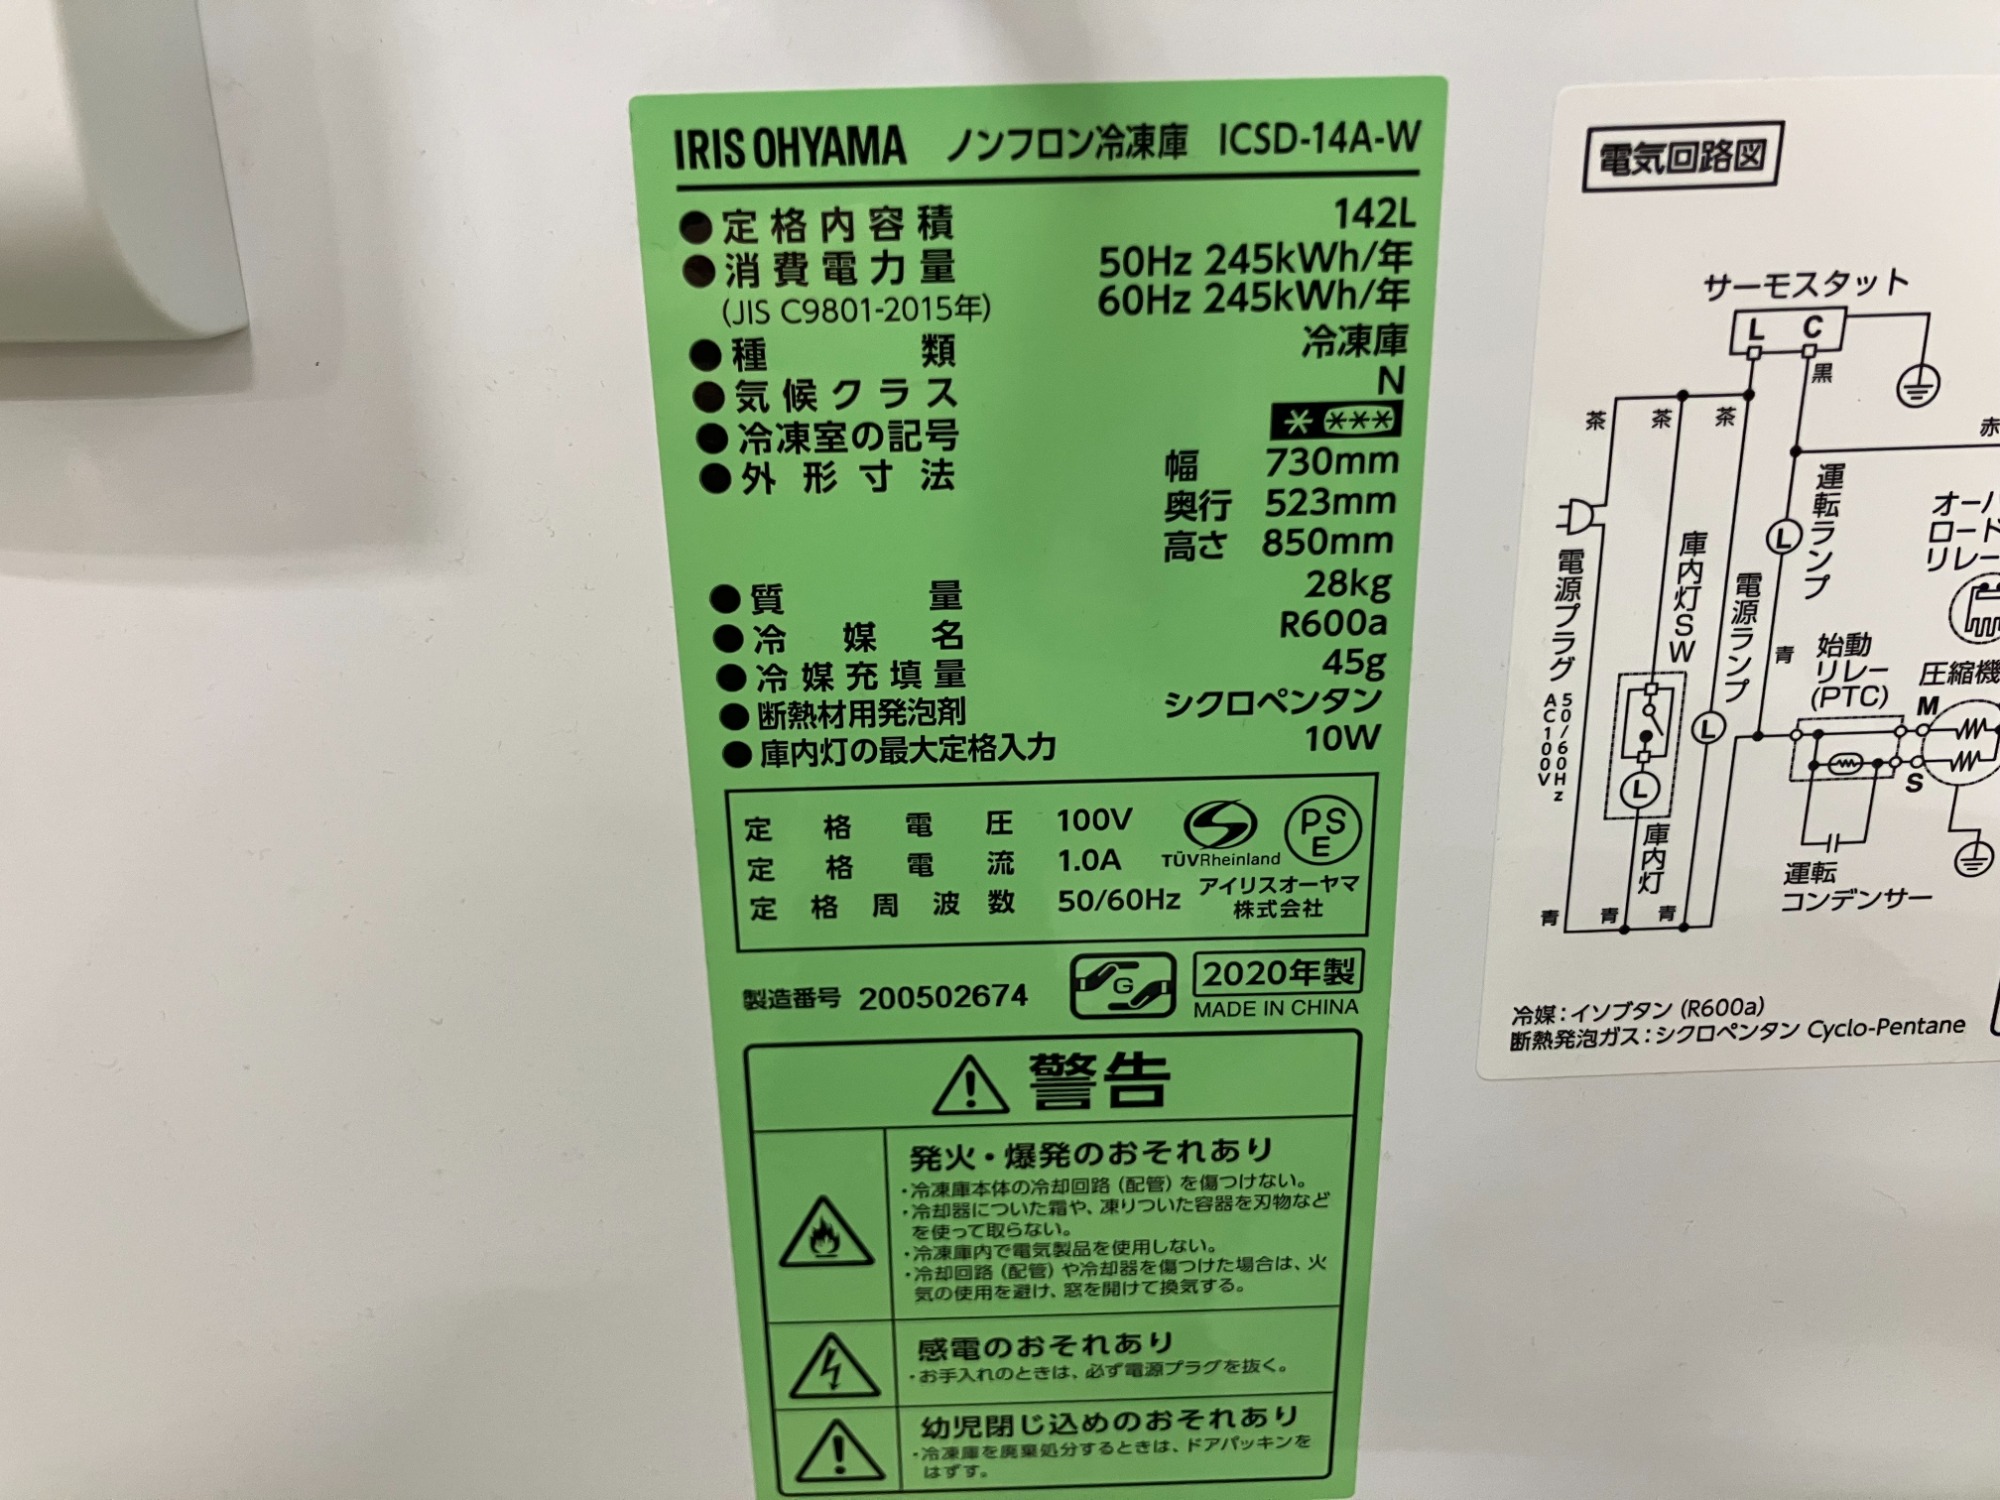 IRIS OHYAMA ノンフロン冷凍庫 ICSD-14A-W
●定格内容積 142L
●消費電力量 50Hz 245kWh/年
(JIS C9801-2015年) 60Hz 245kWh/年
●種類 冷凍庫
●気候クラス N
●冷凍室の記号 * ***
●外形寸法 幅 730mm
奥行 523mm
高さ 850mm
●質量 28kg
●冷媒名 R600a
●冷媒充填量 45g
●断熱材用発泡剤 シクロペンタン
●庫内灯の最大定格入力 10W
定格電圧 100V
定格電流 1.0A
定格周波数 50/60Hz
TÜVRheinland
PSE
アイリスオーヤマ
株式会社
製造番号 200502674
G
2020年製
MADE IN CHINA
警告
発火・爆発のおそれあり
・冷凍庫本体の冷却回路(配管)を傷つけない。
・冷却器についた霜や、凍りついた容器を刃物など
を使って取らない。
・冷凍庫内で電気製品を使用しない。
・冷却回路(配管)や冷却器を傷つけた場合は、火
気の使用を避け、窓を開けて換気する。
感電のおそれあり
・お手入れのときは、必ず電源プラグを抜く。
幼児閉じ込めのおそれあり
・冷凍庫を廃棄処分するときは、ドアパッキンを
はずす。
電気回路図
サーモスタット
L C
黒
茶 茶 茶
赤
運転ランプ
L
オーバ
ロード
リレー
電源プラグ
AC100V
50/60Hz
庫内灯SW
電源ランプ
L
青
始動
リレー
(PTC)
圧縮機
M
S
L
庫内灯
運転
コンデンサー
青 青 青
冷媒:イソブタン(R600a)
断熱発泡ガス:シクロペンタン Cyclo-Pentane